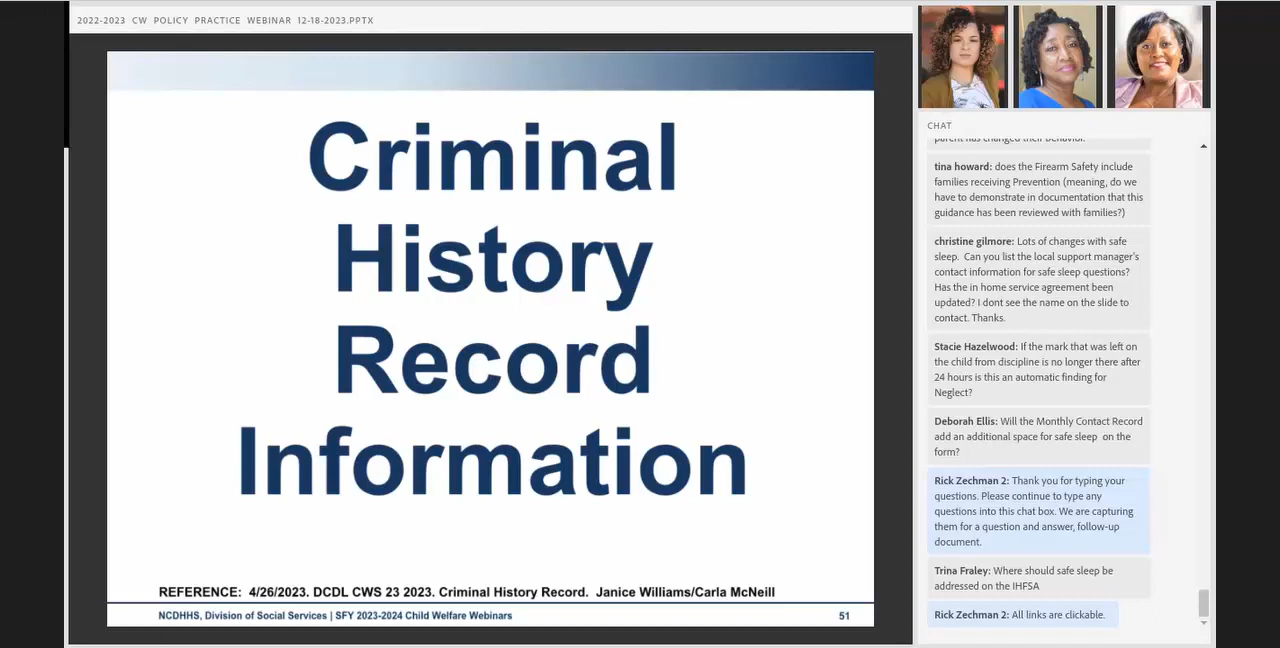 2022-2023 CW POLICY PRACTICE WEBINAR 12-18-2023.PPTX
Criminal
History
Record
Information
REFERENCE: 4/26/2023. DCDL CWS 23 2023. Criminal History Record. Janice Williams/Carla McNeill
NCDHHS, Division of Social Services | SFY 2023-2024 Child Welfare Webinars
51
CHAT
parent has changed their behavior.
tina howard: does the Firearm Safety include
families receiving Prevention (meaning, do we
have to demonstrate in documentation that this
guidance has been reviewed with families?)
christine gilmore: Lots of changes with safe
sleep. Can you list the local support manager's
contact information for safe sleep questions?
Has the in home service agreement been
updated? I dont see the name on the slide to
contact. Thanks.
Stacie Hazelwood: If the mark that was left on
the child from discipline is no longer there after
24 hours is this an automatic finding for
Neglect?
Deborah Ellis: Will the Monthly Contact Record
add an additional space for safe sleep on the
form?
Rick Zechman 2: Thank you for typing your
questions. Please continue to type any
questions into this chat box. We are capturing
them for a question and answer, follow-up
document.
Trina Fraley: Where should safe sleep be
addressed on the IHFSA
Rick Zechman 2: All links are clickable.